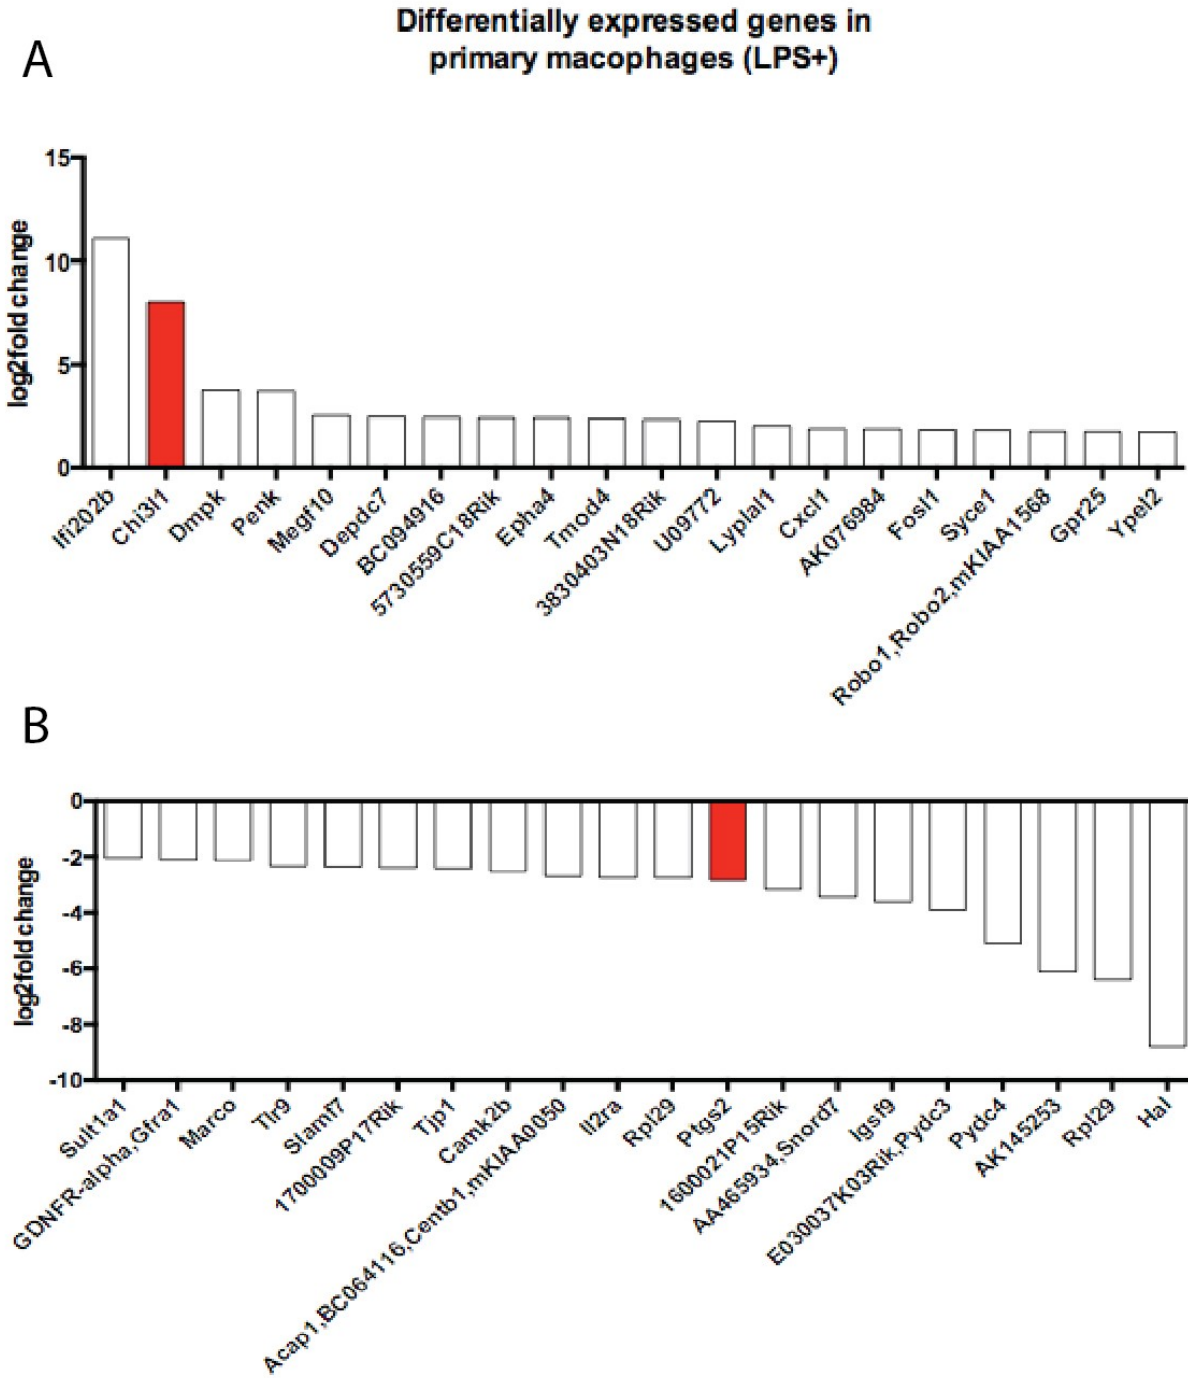 Differentially expressed genes in
primary macophages (LPS+)
A
log2fold change
15
10
5
0
Ifi202b
Chi3l1
Dmpk
Penk
Megf10
Depdc7
BC094916
5730559C18Rik
Epha4
Tmod4
3830403N18Rik
U09772
Lyplal1
Cxcl1
AK076984
Fosl1
Syce1
Robo1,Robo2,mKIAA1568
Gpr25
Ypel2
B
log2fold change
0
-2
-4
-6
-8
-10
Sult1a1
GDNFR-alpha,Gfra1
Marco
Tlr9
Slamf7
1700009P17Rik
Tjp1
Camk2b
Acap1,BC064116,Centb1,mKIAA0050
Il2ra
Rpl29
Ptgs2
1600021P15Rik
AA465934,Snord7
Igsf9
E030037K03Rik,Pydc3
Pydc4
AK145253
Rpl29
Hal